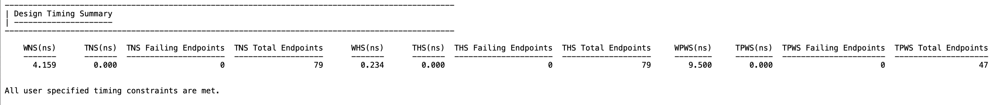 ------------------------------------------------------------------------------------------------
| Design Timing Summary
| ---------------------
------------------------------------------------------------------------------------------------
    WNS(ns)      TNS(ns)  TNS Failing Endpoints  TNS Total Endpoints      WHS(ns)      THS(ns)  THS Failing Endpoints  THS Total Endpoints     WPWS(ns)     TPWS(ns)  TPWS Failing Endpoints  TPWS Total Endpoints
    -------      -------  ---------------------  -------------------      -------      -------  ---------------------  -------------------     --------     --------  ----------------------  --------------------
      4.159        0.000                      0                   79        0.234        0.000                      0                   79        9.500        0.000                       0                    47
All user specified timing constraints are met.